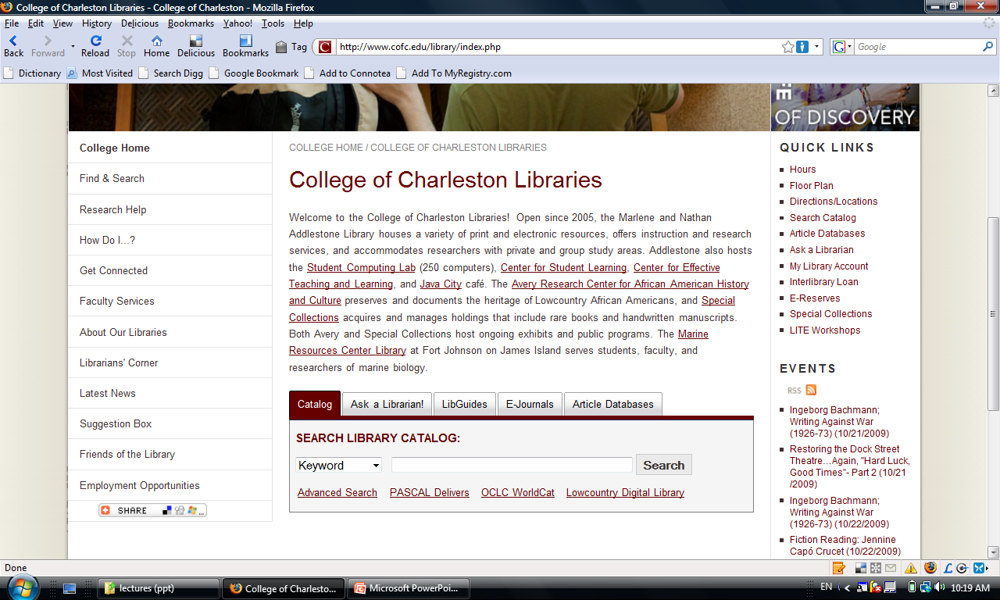 College of Charleston Libraries - College of Charleston - Mozilla Firefox
File Edit View History Delicious Bookmarks Yahoo! Tools Help
Back Forward Reload Stop Home Delicious Bookmarks Tag
http://www.cofc.edu/library/index.php
Google
Dictionary Most Visited Search Digg Google Bookmark Add to Connotea Add To MyRegistry.com
OF DISCOVERY
College Home
Find & Search
Research Help
How Do I...?
Get Connected
Faculty Services
About Our Libraries
Librarians' Corner
Latest News
Suggestion Box
Friends of the Library
Employment Opportunities
SHARE
COLLEGE HOME / COLLEGE OF CHARLESTON LIBRARIES
College of Charleston Libraries
Welcome to the College of Charleston Libraries! Open since 2005, the Marlene and Nathan
Addlestone Library houses a variety of print and electronic resources, offers instruction and research
services, and accommodates researchers with private and group study areas. Addlestone also hosts
the Student Computing Lab (250 computers), Center for Student Learning, Center for Effective
Teaching and Learning, and Java City café. The Avery Research Center for African American History
and Culture preserves and documents the heritage of Lowcountry African Americans, and Special
Collections acquires and manages holdings that include rare books and handwritten manuscripts.
Both Avery and Special Collections host ongoing exhibits and public programs. The Marine
Resources Center Library at Fort Johnson on James Island serves students, faculty, and
researchers of marine biology.
Catalog Ask a Librarian! LibGuides E-Journals Article Databases
SEARCH LIBRARY CATALOG:
Keyword Search
Advanced Search PASCAL Delivers OCLC WorldCat Lowcountry Digital Library
QUICK LINKS
Hours
Floor Plan
Directions/Locations
Search Catalog
Article Databases
Ask a Librarian
My Library Account
Interlibrary Loan
E-Reserves
Special Collections
LITE Workshops
EVENTS
RSS
Ingeborg Bachmann;
Writing Against War
(1926-73) (10/21/2009)
Restoring the Dock Street
Theatre...Again, "Hard Luck,
Good Times"- Part 2 (10/21
/2009)
Ingeborg Bachmann;
Writing Against War
(1926-73) (10/22/2009)
Fiction Reading: Jennine
Capó Crucet (10/22/2009)
Done
lectures (ppt)
College of Charlesto...
Microsoft PowerPoi...
EN
10:19 AM